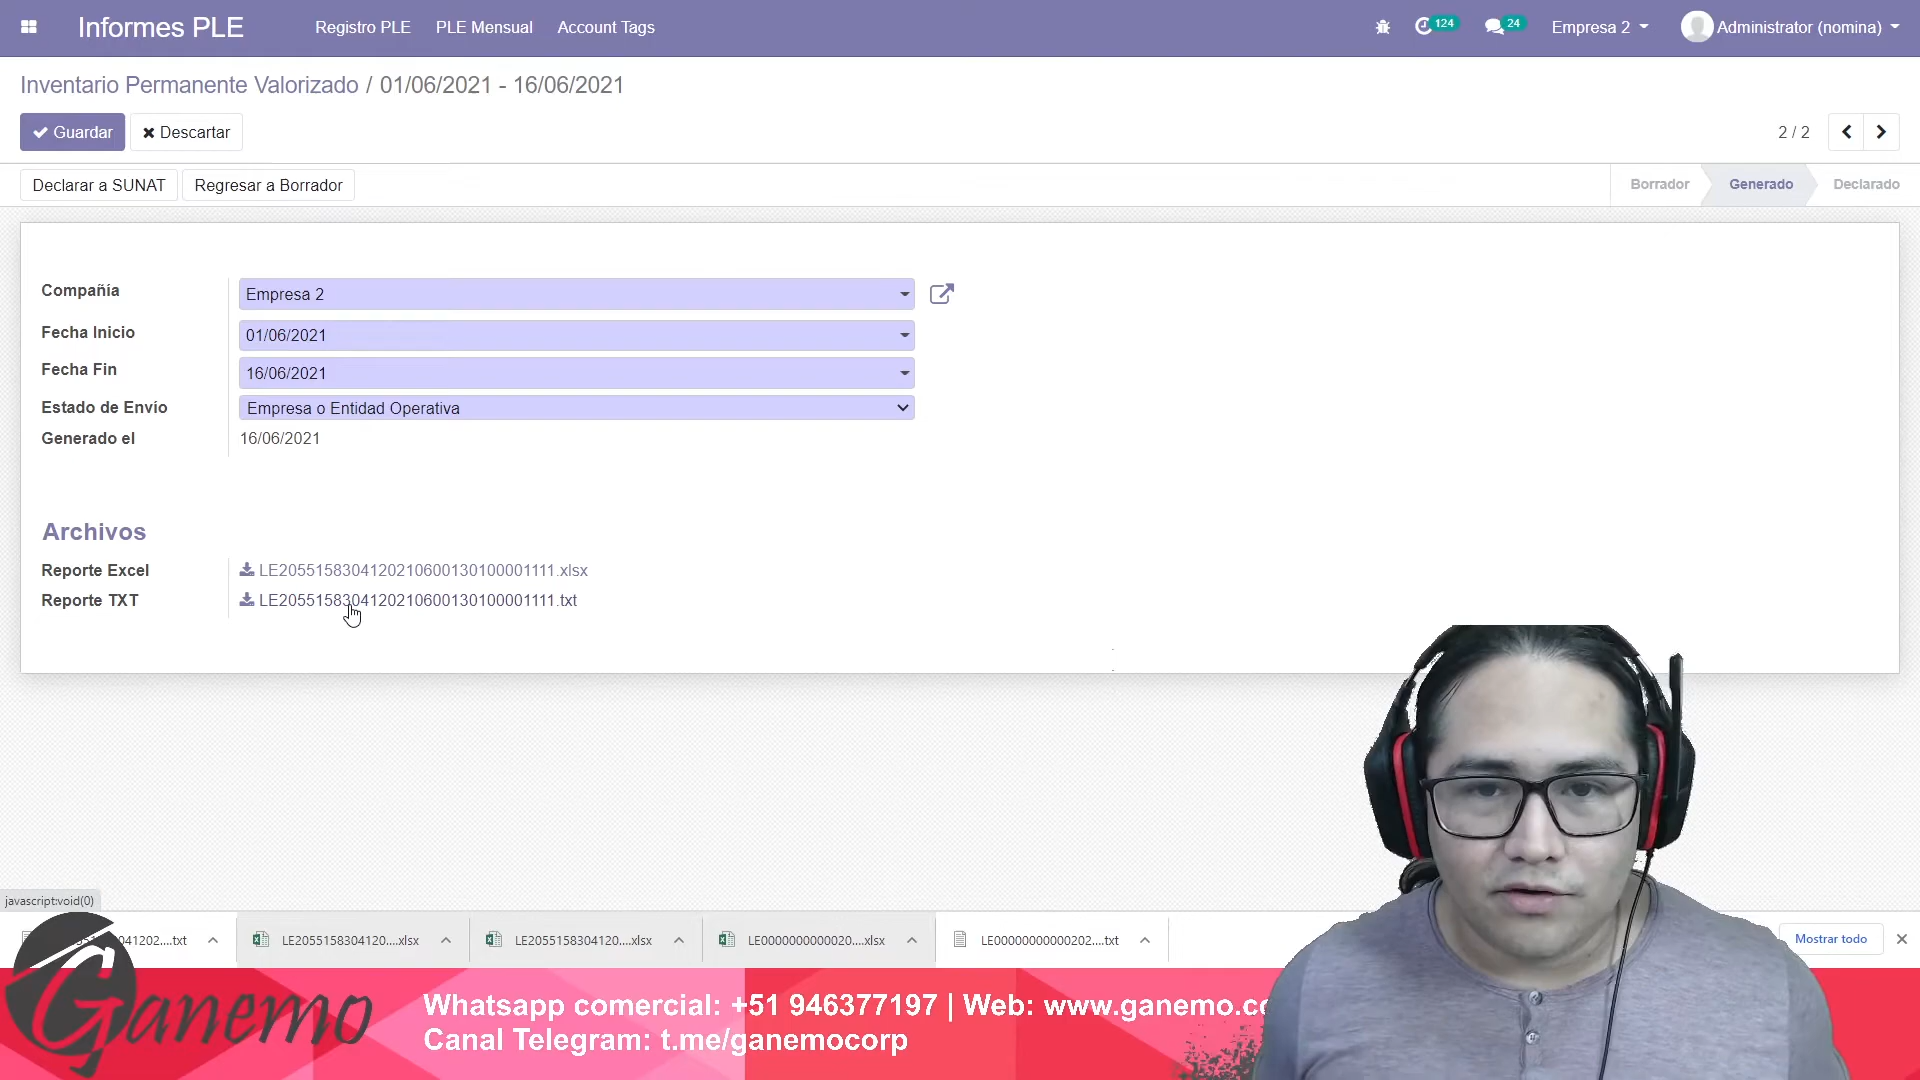 Informes PLE Registro PLE PLE Mensual Account Tags 124 24 Empresa 2 Administrator (nomina)
Inventario Permanente Valorizado / 01/06/2021 - 16/06/2021
Guardar Descartar 2 / 2
Declarar a SUNAT Regresar a Borrador Borrador Generado Declarado
Compañía Empresa 2
Fecha Inicio 01/06/2021
Fecha Fin 16/06/2021
Estado de Envío Empresa o Entidad Operativa
Generado el 16/06/2021
Archivos
Reporte Excel LE20551583041202106001301000​01111.xlsx
Reporte TXT LE2055158304120210600130100001111.txt
javascript:void(0)
041202....txt LE2055158304120....xlsx LE2055158304120....xlsx LE0000000000020....xlsx LE00000000000202....txt Mostrar todo
Ganemo
Whatsapp comercial: +51 946377197 | Web: www.ganemo.co
Canal Telegram: t.me/ganemocorp